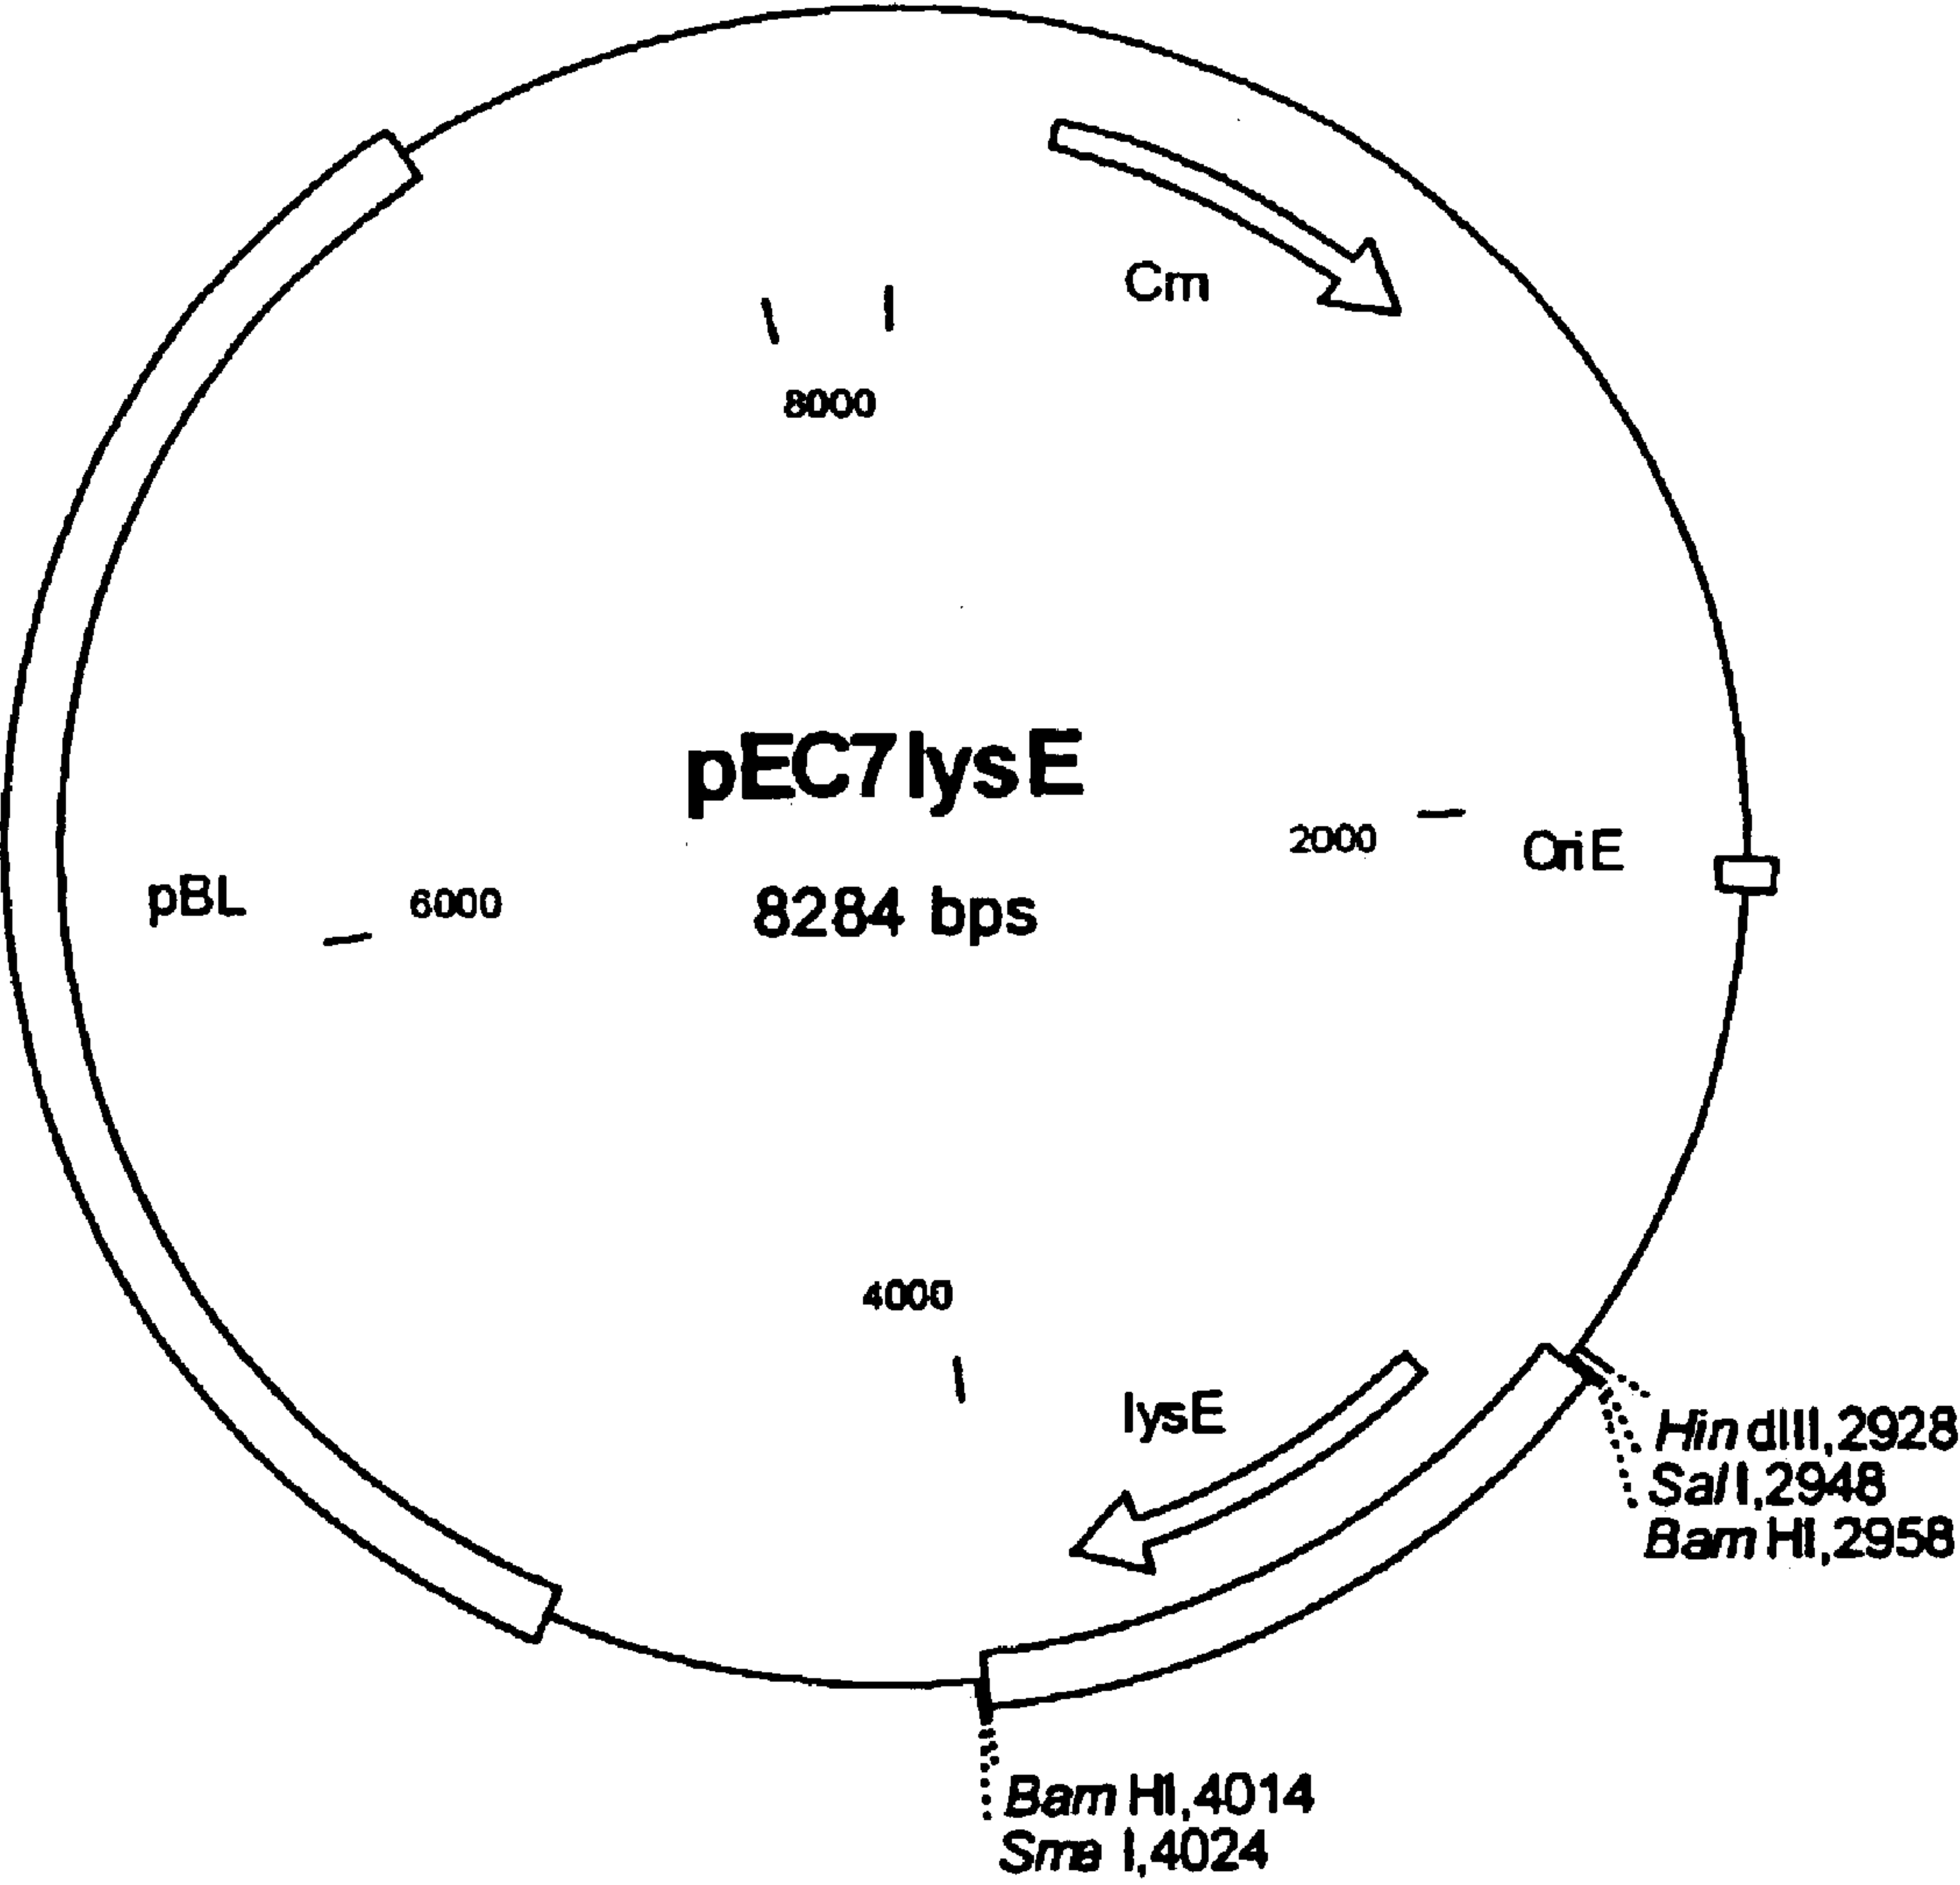 Cm
8000
pEC7lysE
2000
OriE
pBL
6000
8284 bps
4000
lysE
HindIII,2928
SalI,2948
BamHI,2958
BamHI,4014
SmaI,4024